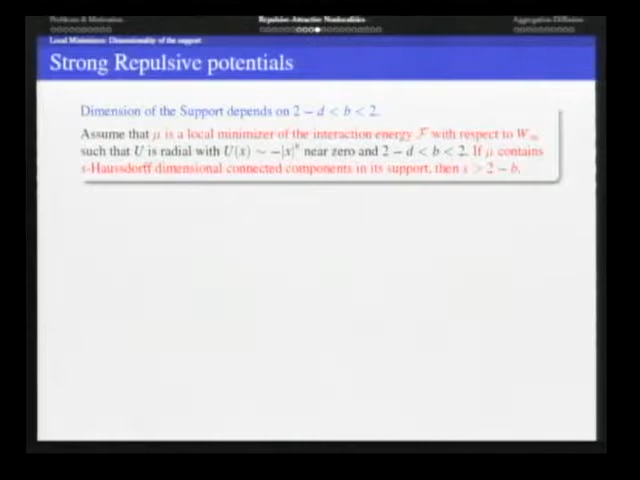 Problems & Motivation
Repulsive-Attractive Nonlocalities
Aggregation-Diffusion
Local Minimizers: Dimensionality of the support
Strong Repulsive potentials
Dimension of the Support depends on 2 − d < b < 2.
Assume that μ is a local minimizer of the interaction energy ℱ with respect to W∞
such that U is radial with U(x) ∼ −|x|ᵇ near zero and 2 − d < b < 2. If μ contains
s-Haussdorff dimensional connected components in its support, then s > 2 − b.